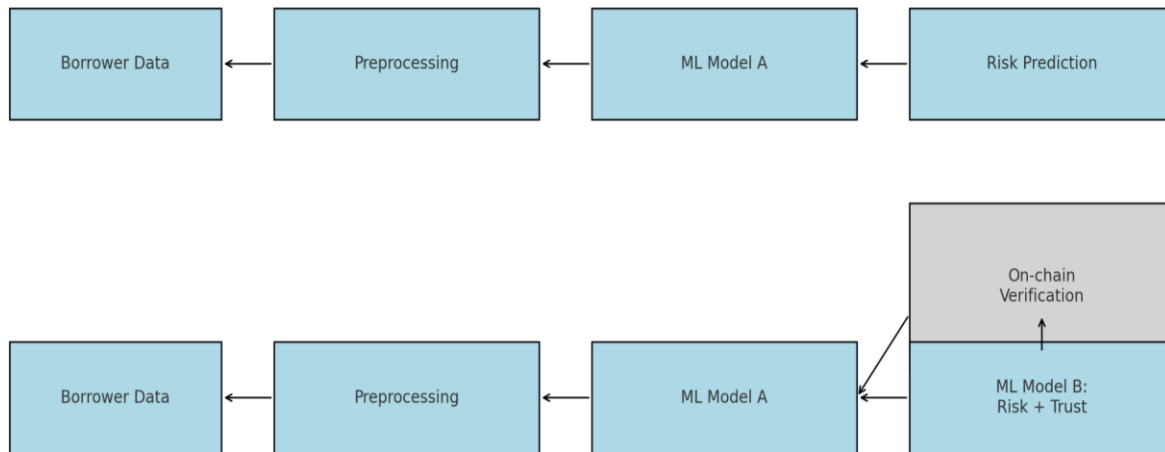 Borrower Data
Preprocessing
ML Model A
Risk Prediction
On-chain
Verification
Borrower Data
Preprocessing
ML Model A
ML Model B:
Risk + Trust